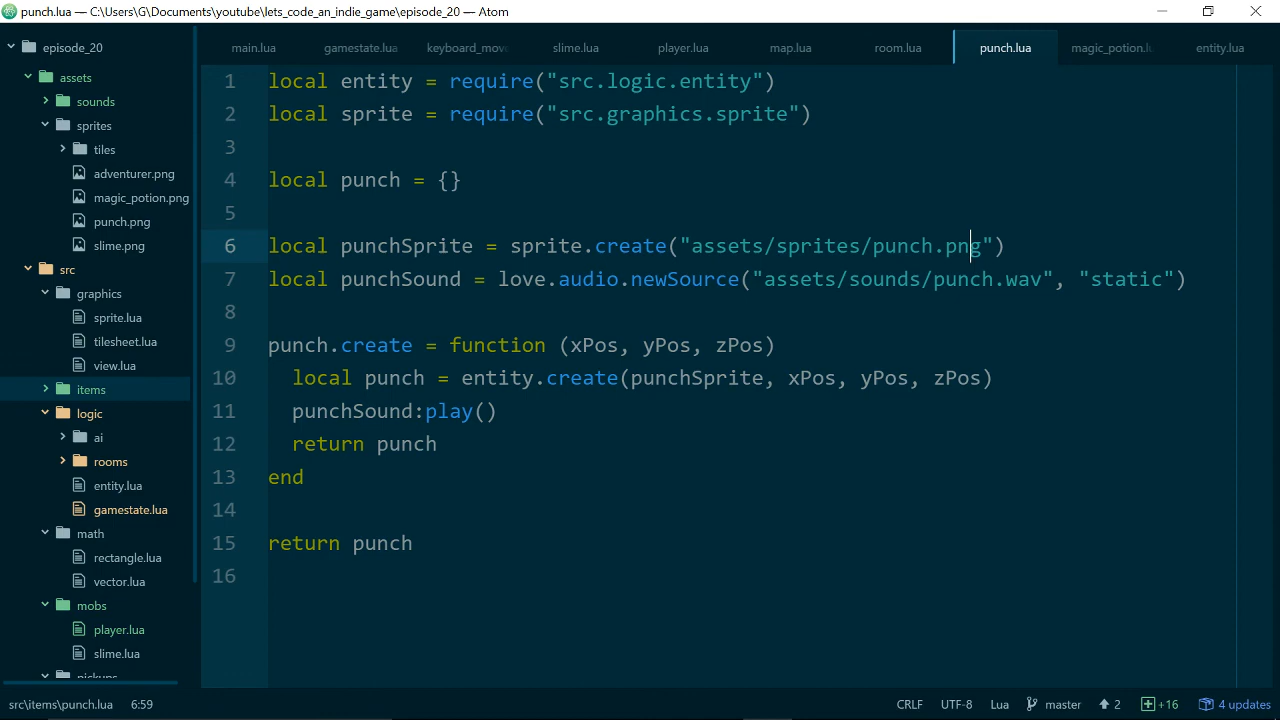 punch.lua — C:\Users\G\Documents\youtube\lets_code_an_indie_game\episode_20 — Atom
episode_20
assets
sounds
sprites
tiles
adventurer.png
magic_potion.png
punch.png
slime.png
src
graphics
sprite.lua
tilesheet.lua
view.lua
items
logic
ai
rooms
entity.lua
gamestate.lua
math
rectangle.lua
vector.lua
mobs
player.lua
slime.lua
pickups
main.lua gamestate.lua keyboard_mov slime.lua player.lua map.lua room.lua punch.lua magic_potion.lu entity.lua
1 local entity = require("src.logic.entity")
2 local sprite = require("src.graphics.sprite")
3
4 local punch = {}
5
6 local punchSprite = sprite.create("assets/sprites/punch.png")
7 local punchSound = love.audio.newSource("assets/sounds/punch.wav", "static")
8
9 punch.create = function (xPos, yPos, zPos)
10 local punch = entity.create(punchSprite, xPos, yPos, zPos)
11 punchSound:play()
12 return punch
13 end
14
15 return punch
16
src\items\punch.lua 6:59 CRLF UTF-8 Lua master 2 +16 4 updates